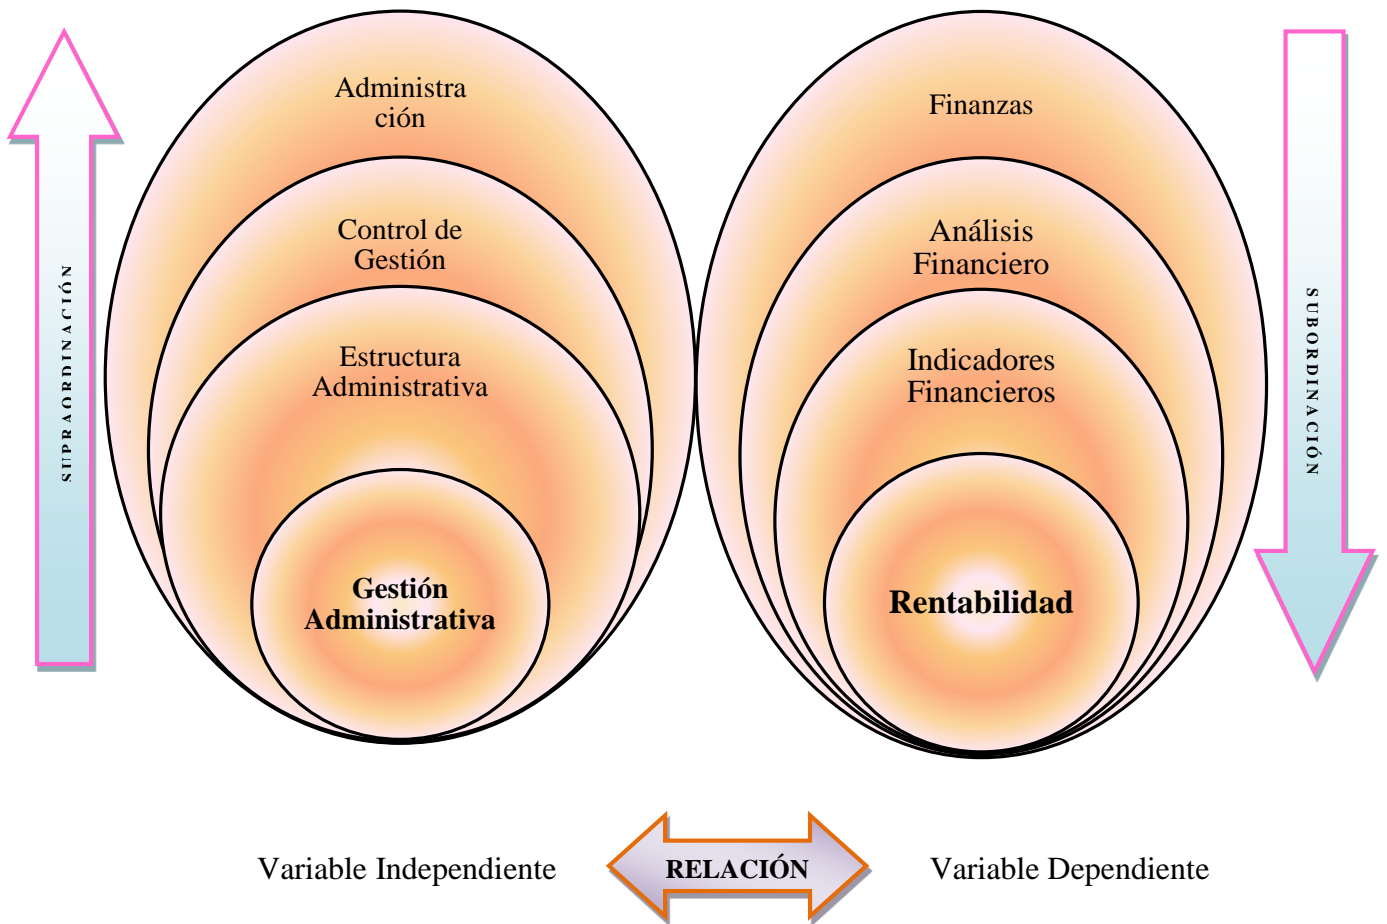 SUPRAORDINACIÓN
Administra
ción
Control de
Gestión
Estructura
Administrativa
Gestión
Administrativa
Finanzas
Análisis
Financiero
Indicadores
Financieros
Rentabilidad
SUBORDINACIÓN
Variable Independiente
RELACIÓN
Variable Dependiente